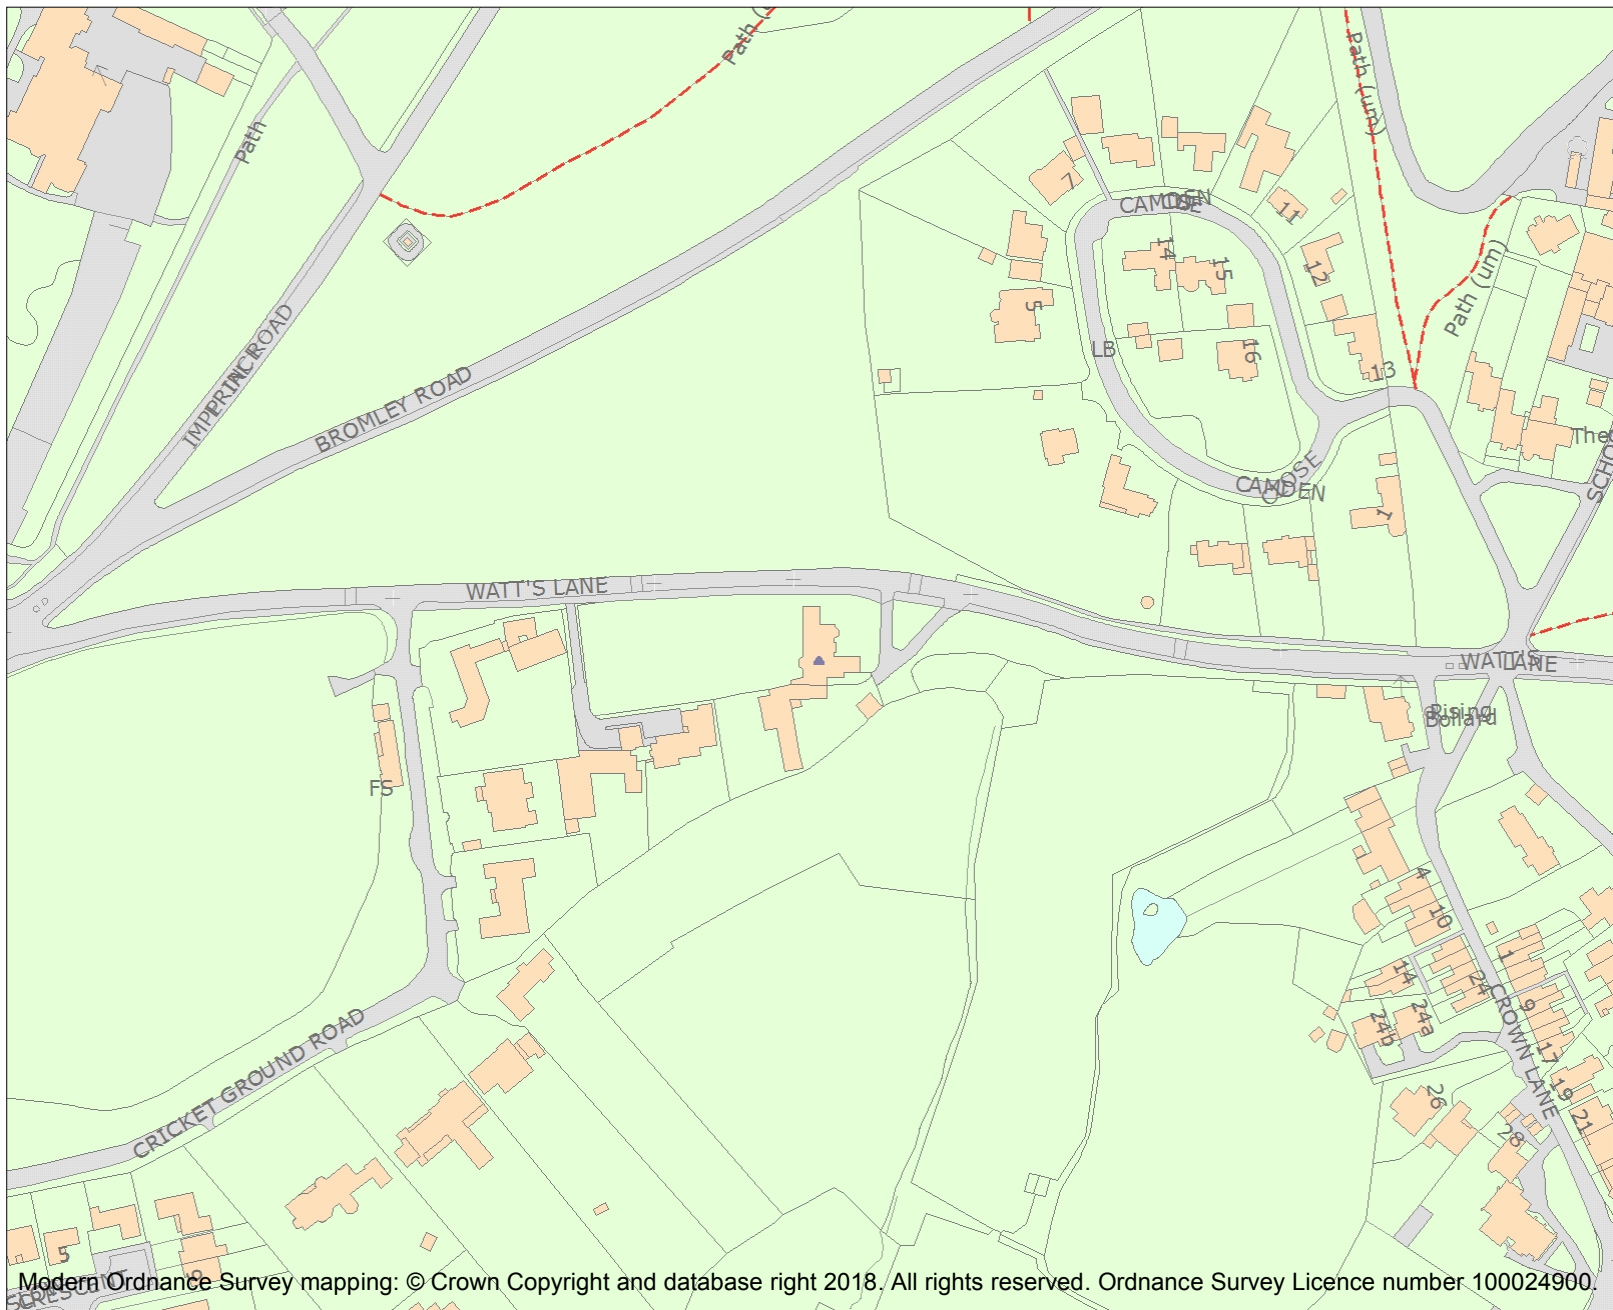 Path (
Path (um)
Path
7
CAMDEN
CLOSE
11
14
15
12
Path (um)
5
IMPERIAL
PRINCE
ROAD
LB
16
13
BROMLEY ROAD
CLOSE
CAMDEN
1
WATT'S LANE
WATT'S
LANE
Rising
Bollard
FS
4
10
14
24
1
9
24b
24a
CROWN LANE
17
19
21
26
28
CRICKET GROUND ROAD
5
CRESCENT
Modern Ordnance Survey mapping: © Crown Copyright and database right 2018. All rights reserved. Ordnance Survey Licence number 100024900.